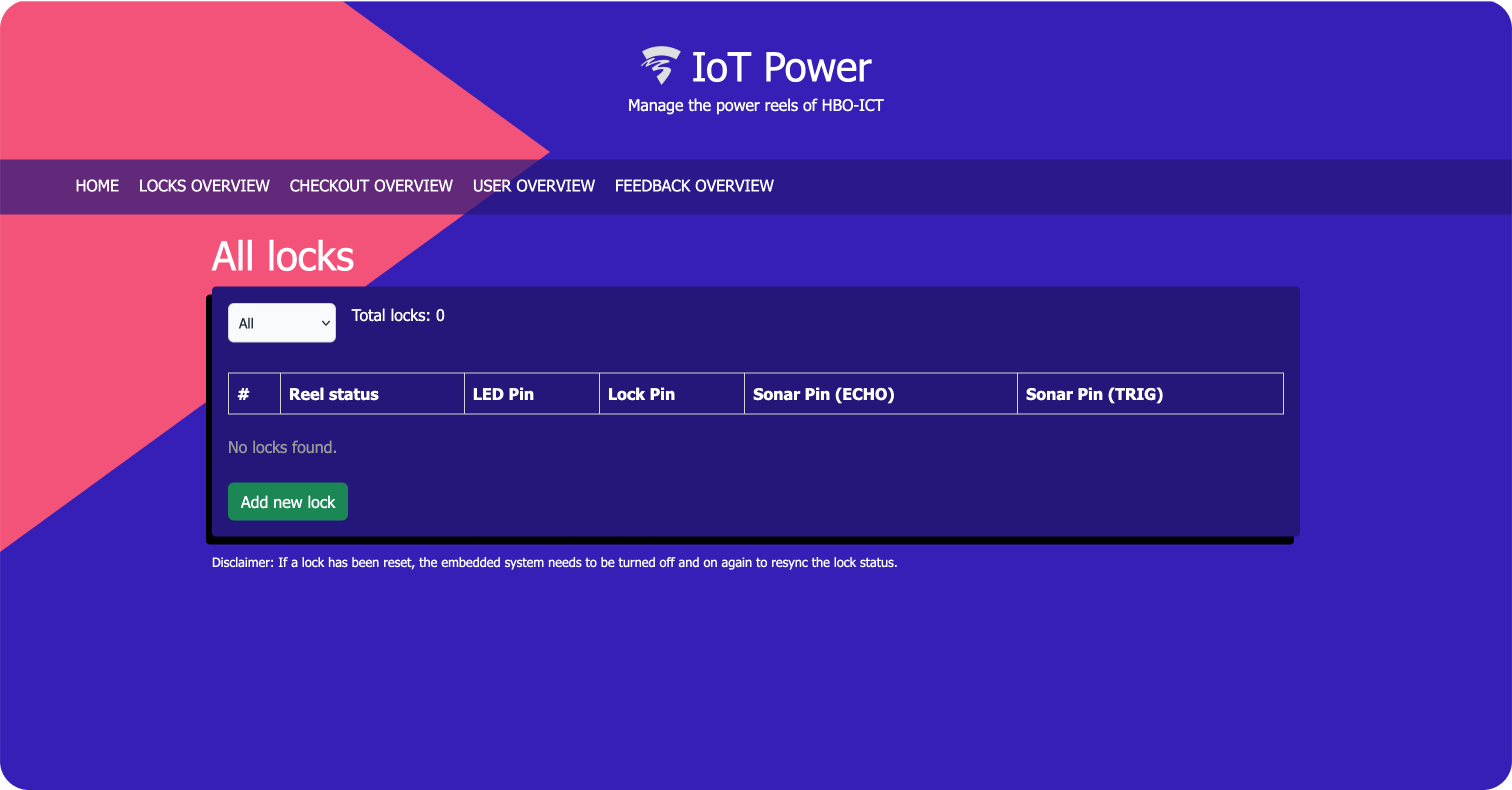 IoT Power
Manage the power reels of HBO-ICT
HOME LOCKS OVERVIEW CHECKOUT OVERVIEW USER OVERVIEW FEEDBACK OVERVIEW
All locks
All Total locks: 0
# Reel status LED Pin Lock Pin Sonar Pin (ECHO) Sonar Pin (TRIG)
No locks found.
Add new lock
Disclaimer: If a lock has been reset, the embedded system needs to be turned off and on again to resync the lock status.